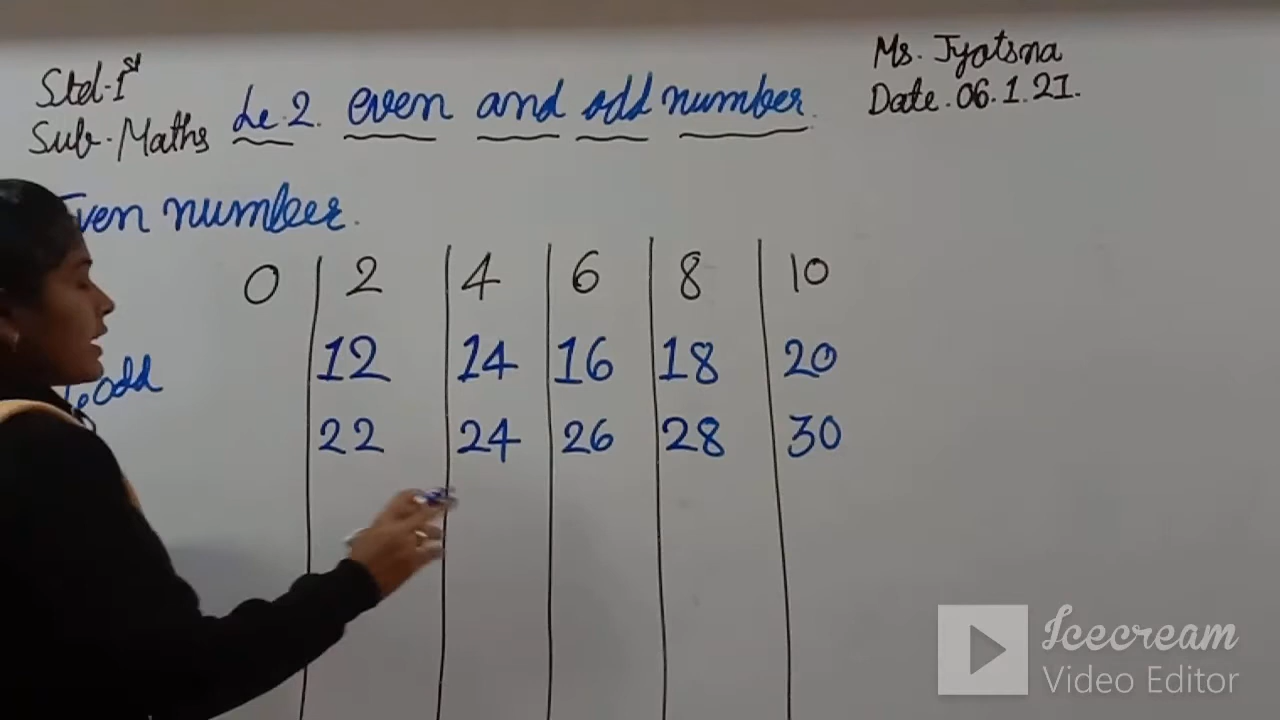 Std-1st
Sub-Maths
Le.2. even and odd number.
Ms. Jyotsna
Date.06.1.21.
Even number.
0 2 4 6 8 10
12 14 16 18 20
odd
22 24 26 28 30
Icecream
Video Editor